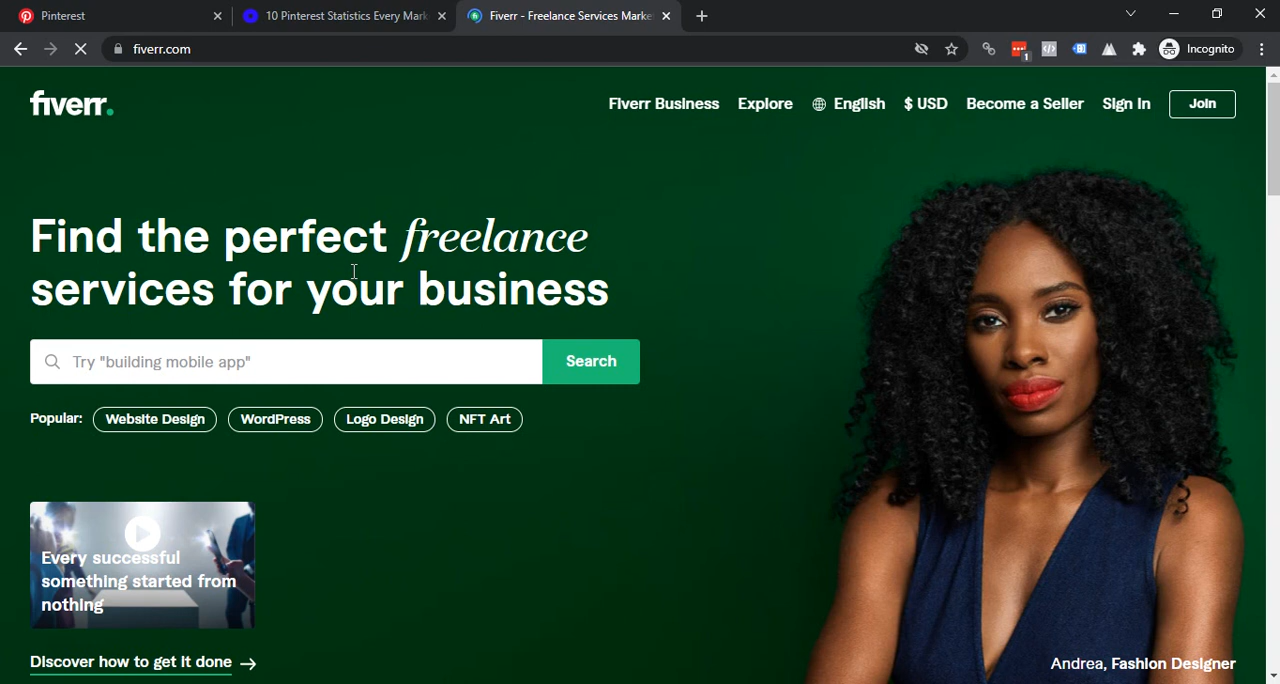 Pinterest
10 Pinterest Statistics Every Mark
Fiverr - Freelance Services Marke
fiverr.com
1
Incognito
fiverr.
Fiverr Business
Explore
English
$ USD
Become a Seller
Sign In
Join
Find the perfect freelance
services for your business
Try "building mobile app"
Search
Popular:
Website Design
WordPress
Logo Design
NFT Art
Every successful
something started from
nothing
Discover how to get it done →
Andrea, Fashion Designer